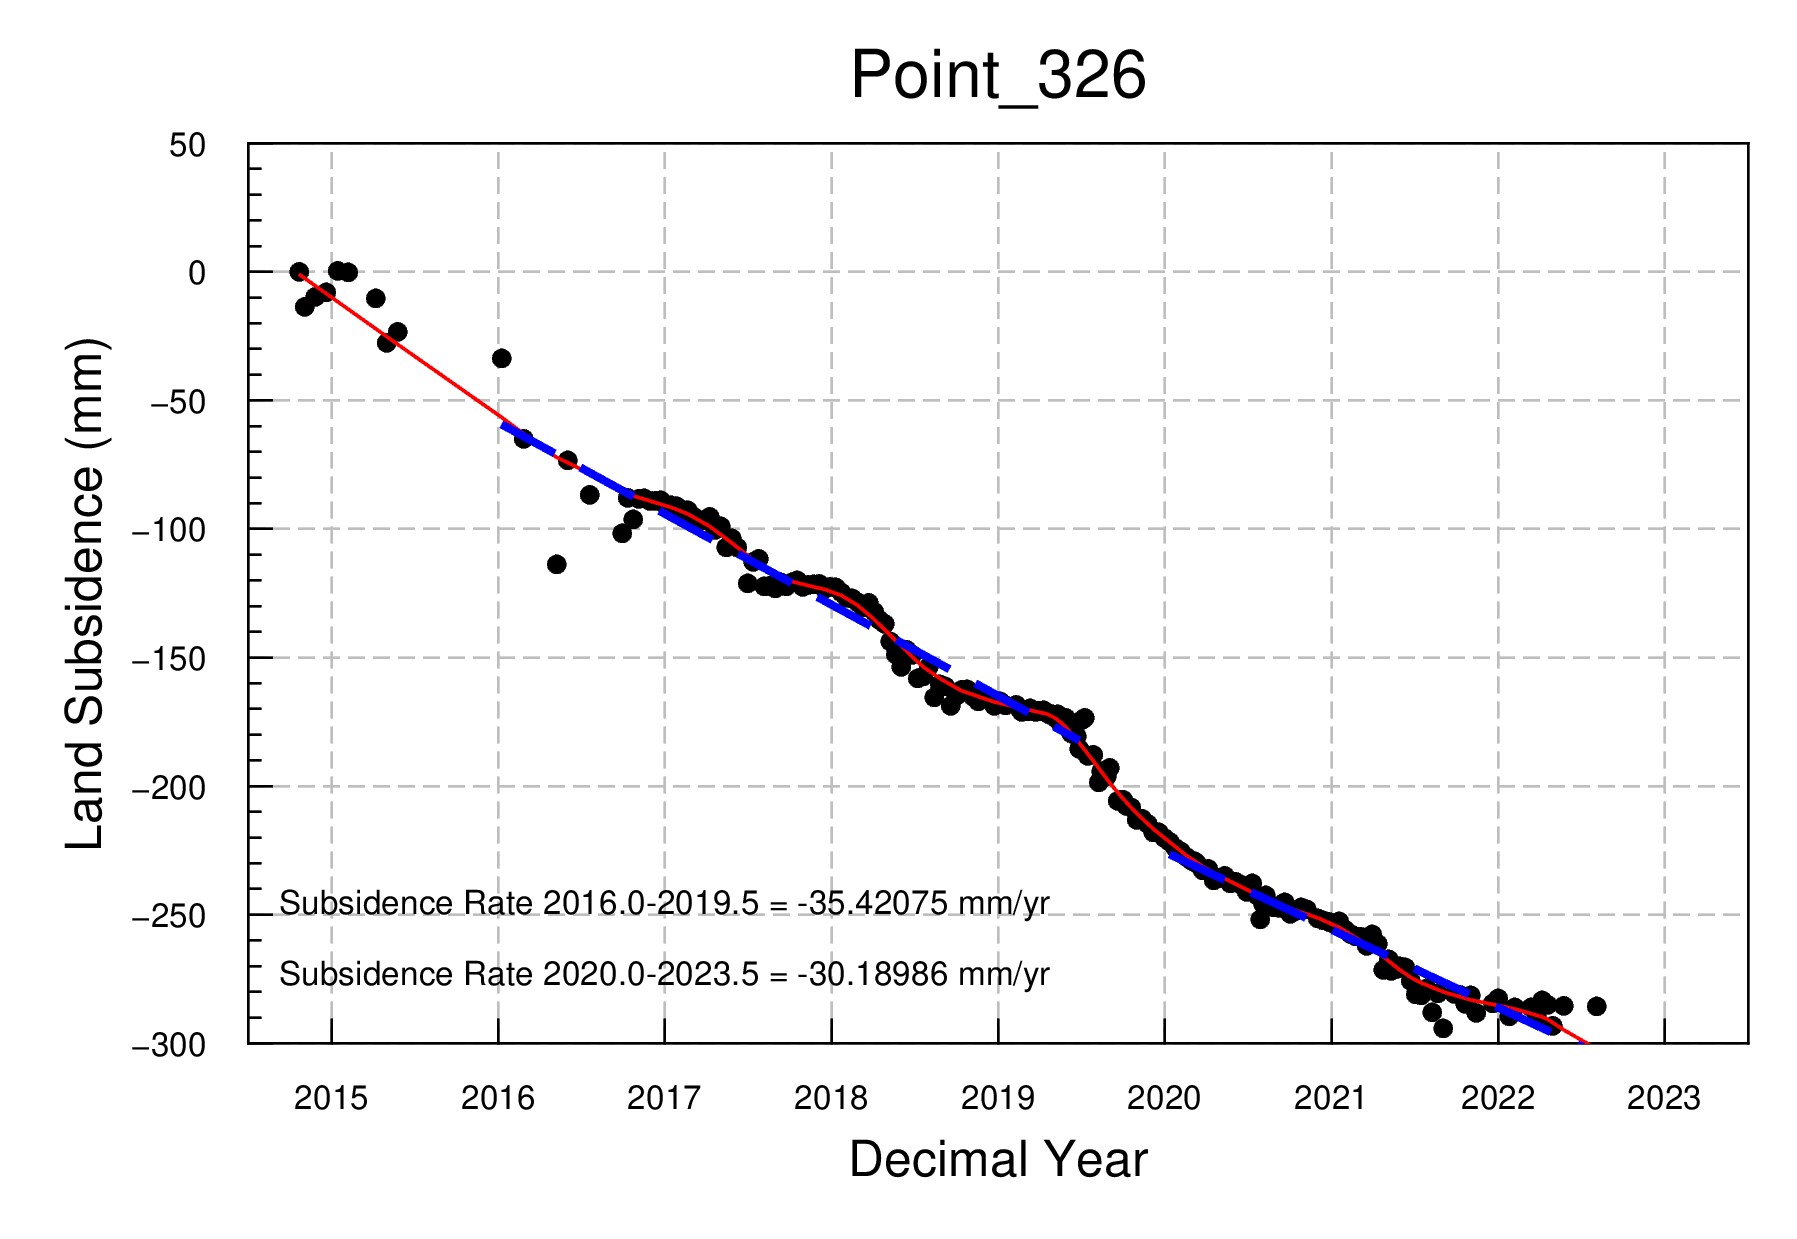 Point_326
50
0
−50
−100
−150
−200
−250
−300
Land Subsidence (mm)
Subsidence Rate 2016.0-2019.5 = -35.42075 mm/yr
Subsidence Rate 2020.0-2023.5 = -30.18986 mm/yr
2015 2016 2017 2018 2019 2020 2021 2022 2023
Decimal Year